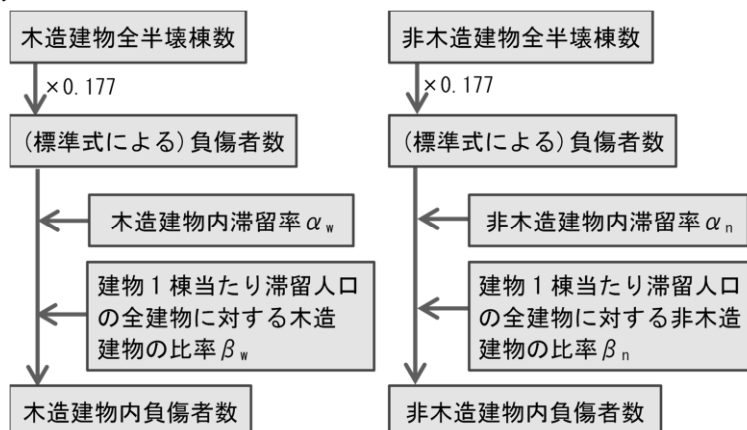 木造建物全半壊棟数
×0.177
(標準式による)負傷者数
木造建物内滞留率αw
建物1棟当たり滞留人口
の全建物に対する木造
建物の比率βw
木造建物内負傷者数
非木造建物全半壊棟数
×0.177
(標準式による)負傷者数
非木造建物内滞留率αn
建物1棟当たり滞留人口
の全建物に対する非木造
建物の比率βn
非木造建物内負傷者数